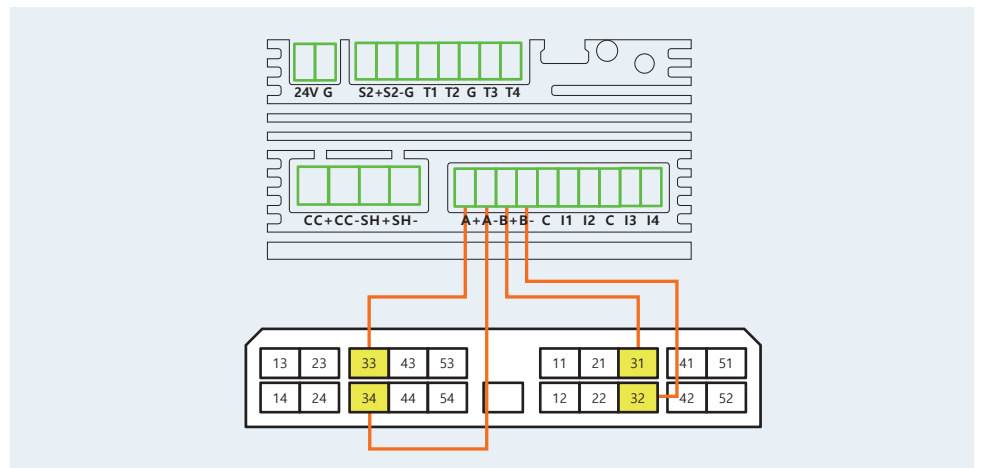 24V G S2+S2-G T1 T2 G T3 T4
CC+CC-SH+SH- A+A-B+B- C I1 I2 C I3 I4
13 23 33 43 53 11 21 31 41 51
14 24 34 44 54 12 22 32 42 52